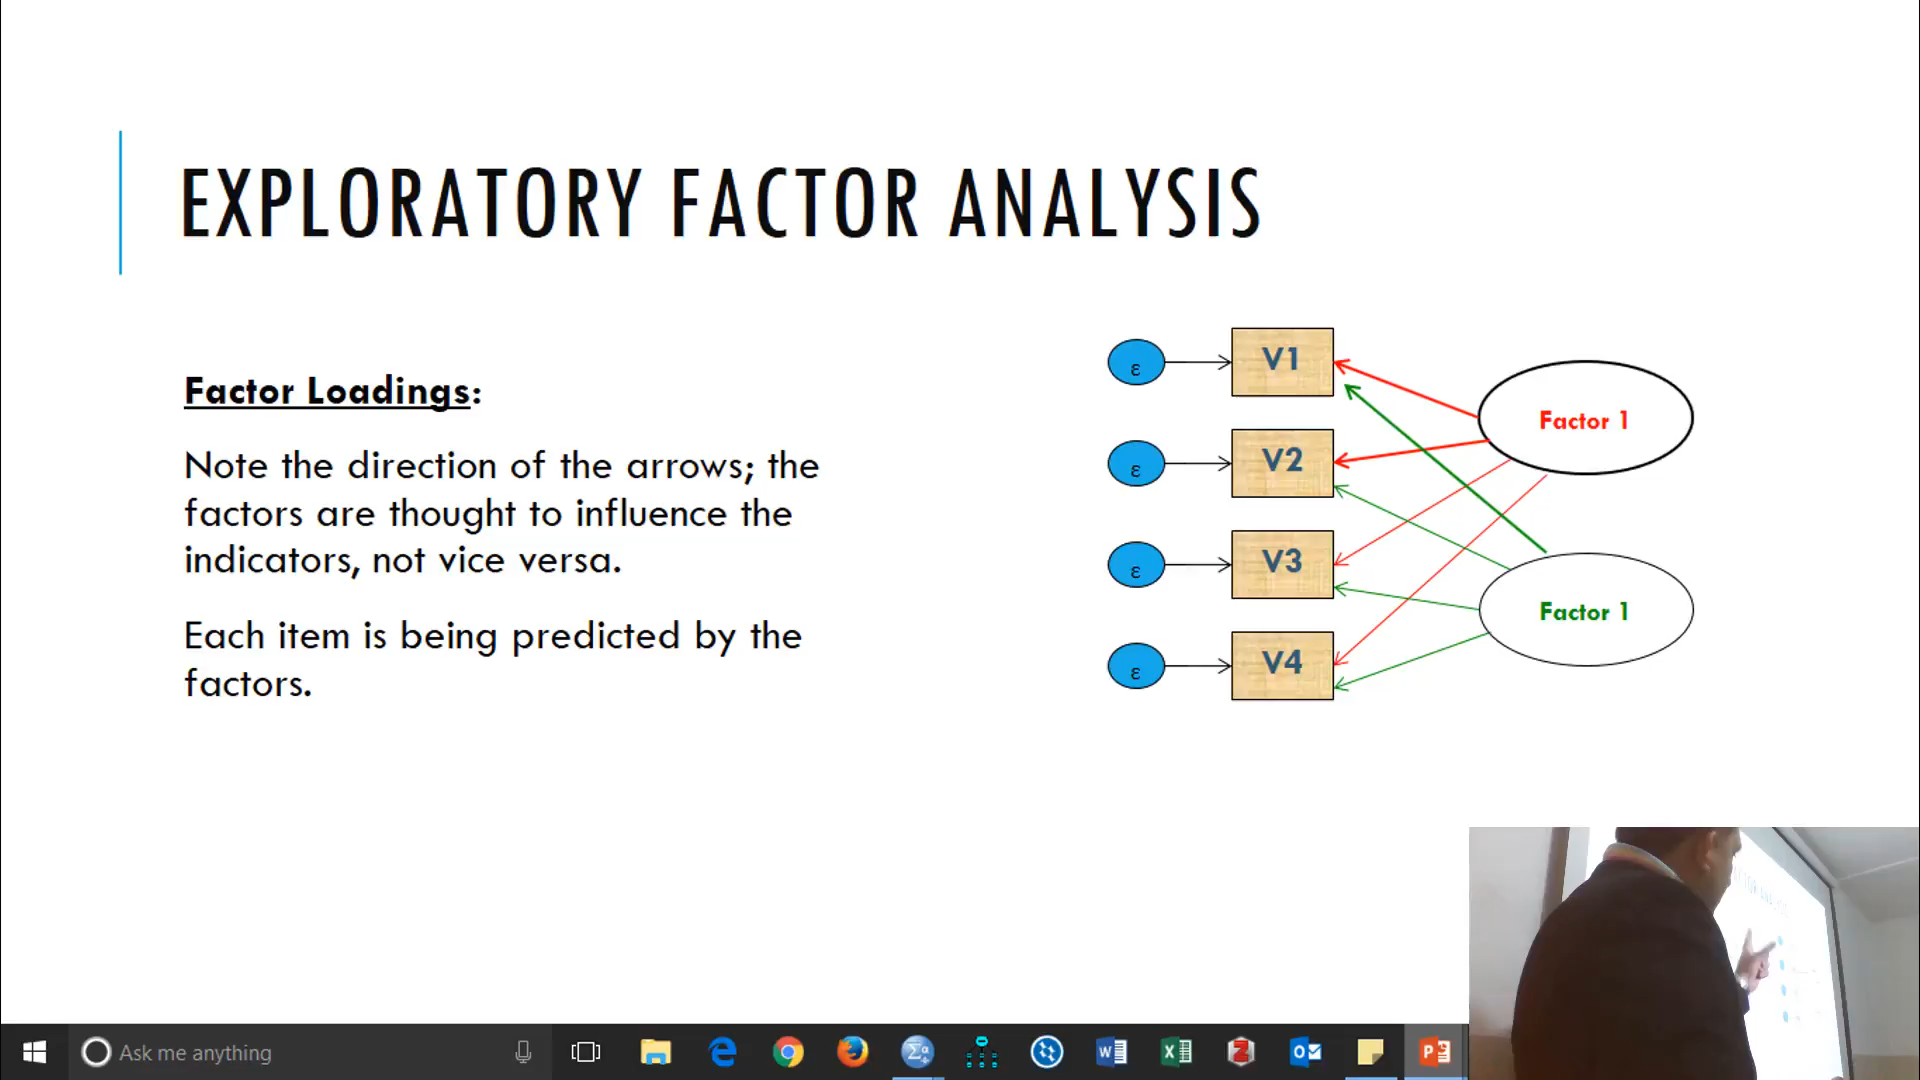 EXPLORATORY FACTOR ANALYSIS
Factor Loadings:
Note the direction of the arrows; the
factors are thought to influence the
indicators, not vice versa.
Each item is being predicted by the
factors.
ε V1
ε V2
ε V3
ε V4
Factor 1
Factor 1
Ask me anything